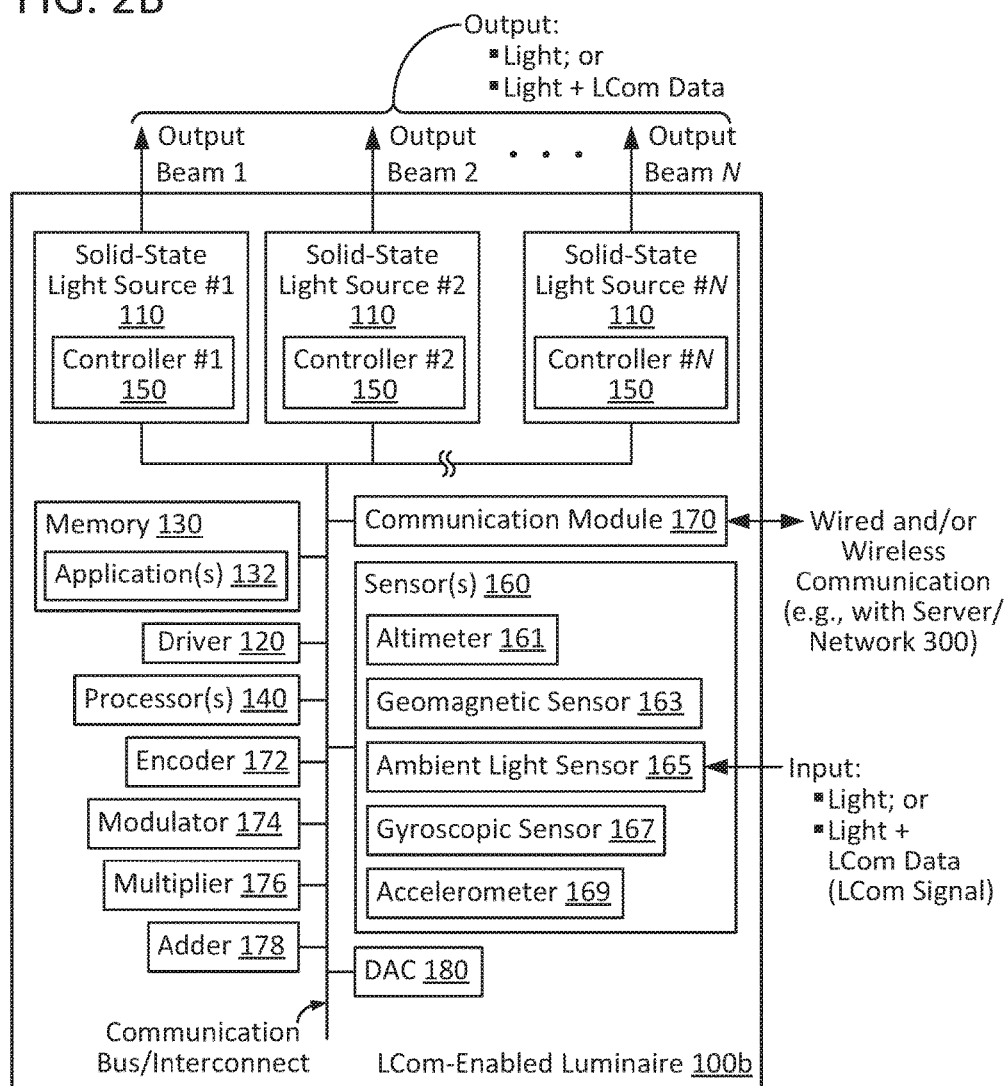 FIG. 2B
Output:
▪ Light; or
▪ Light + LCom Data
Output
Beam 1
Output
Beam 2
. . .
Output
Beam N
Solid-State
Light Source #1
110
Controller #1
150
Solid-State
Light Source #2
110
Controller #2
150
Solid-State
Light Source #N
110
Controller #N
150
Memory 130
Application(s) 132
Driver 120
Processor(s) 140
Encoder 172
Modulator 174
Multiplier 176
Adder 178
Communication
Bus/Interconnect
Communication Module 170
Wired and/or
Wireless
Communication
(e.g., with Server/
Network 300)
Sensor(s) 160
Altimeter 161
Geomagnetic Sensor 163
Ambient Light Sensor 165
Gyroscopic Sensor 167
Accelerometer 169
Input:
▪ Light; or
▪ Light +
LCom Data
(LCom Signal)
DAC 180
LCom-Enabled Luminaire 100b